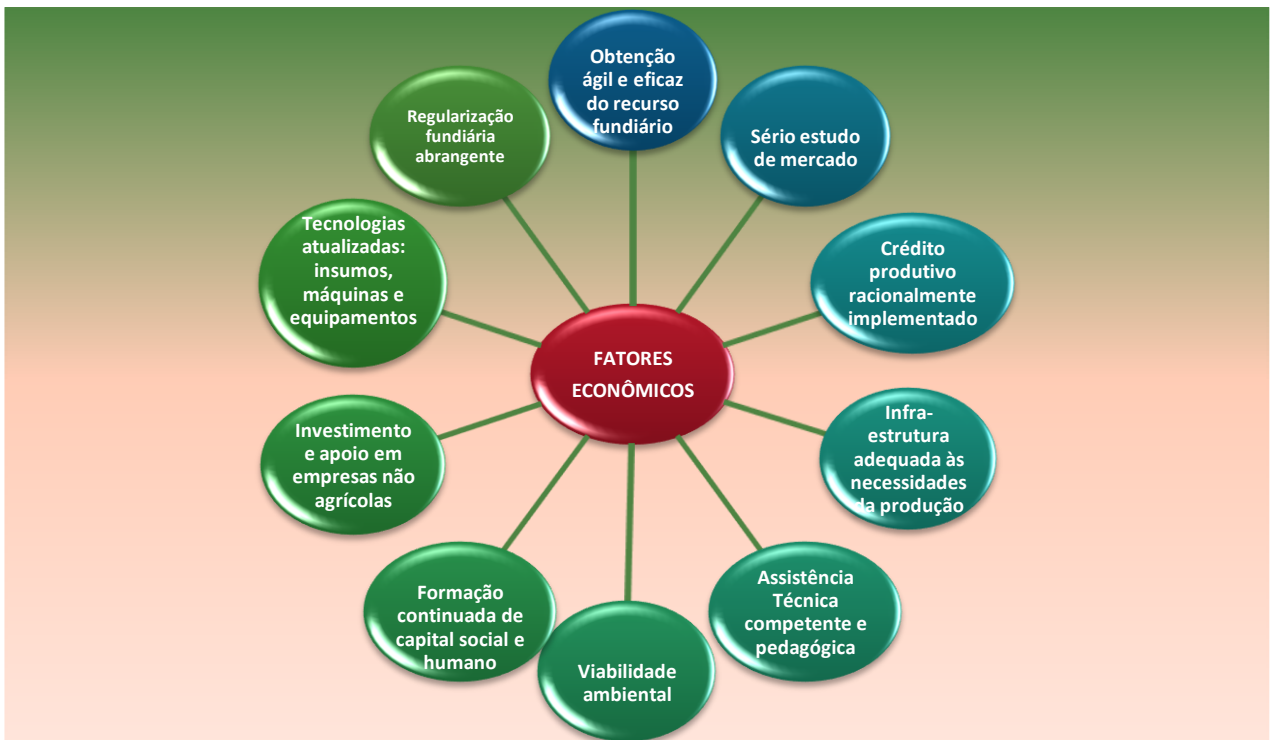 Obtenção
ágil e eficaz
do recurso
fundiário
Sério estudo
de mercado
Crédito
produtivo
racionalmente
implementado
Infra-
estrutura
adequada às
necessidades
da produção
Assistência
Técnica
competente e
pedagógica
Viabilidade
ambiental
Formação
continuada de
capital social e
humano
Investimento
e apoio em
empresas não
agrícolas
Tecnologias
atualizadas:
insumos,
máquinas e
equipamentos
Regularização
fundiária
abrangente
FATORES
ECONÔMICOS